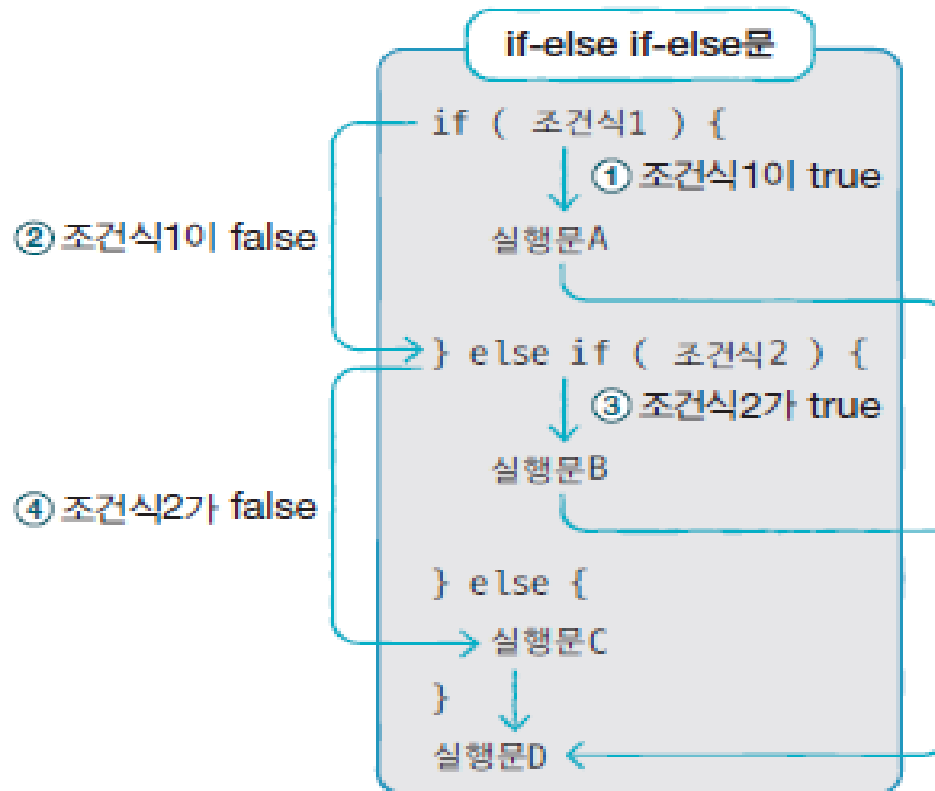 if-else if-else문
if ( 조건식1 ) {
① 조건식1이 true
② 조건식1이 false
실행문A
} else if ( 조건식2 ) {
③ 조건식2가 true
실행문B
④ 조건식2가 false
} else {
실행문C
}
실행문D